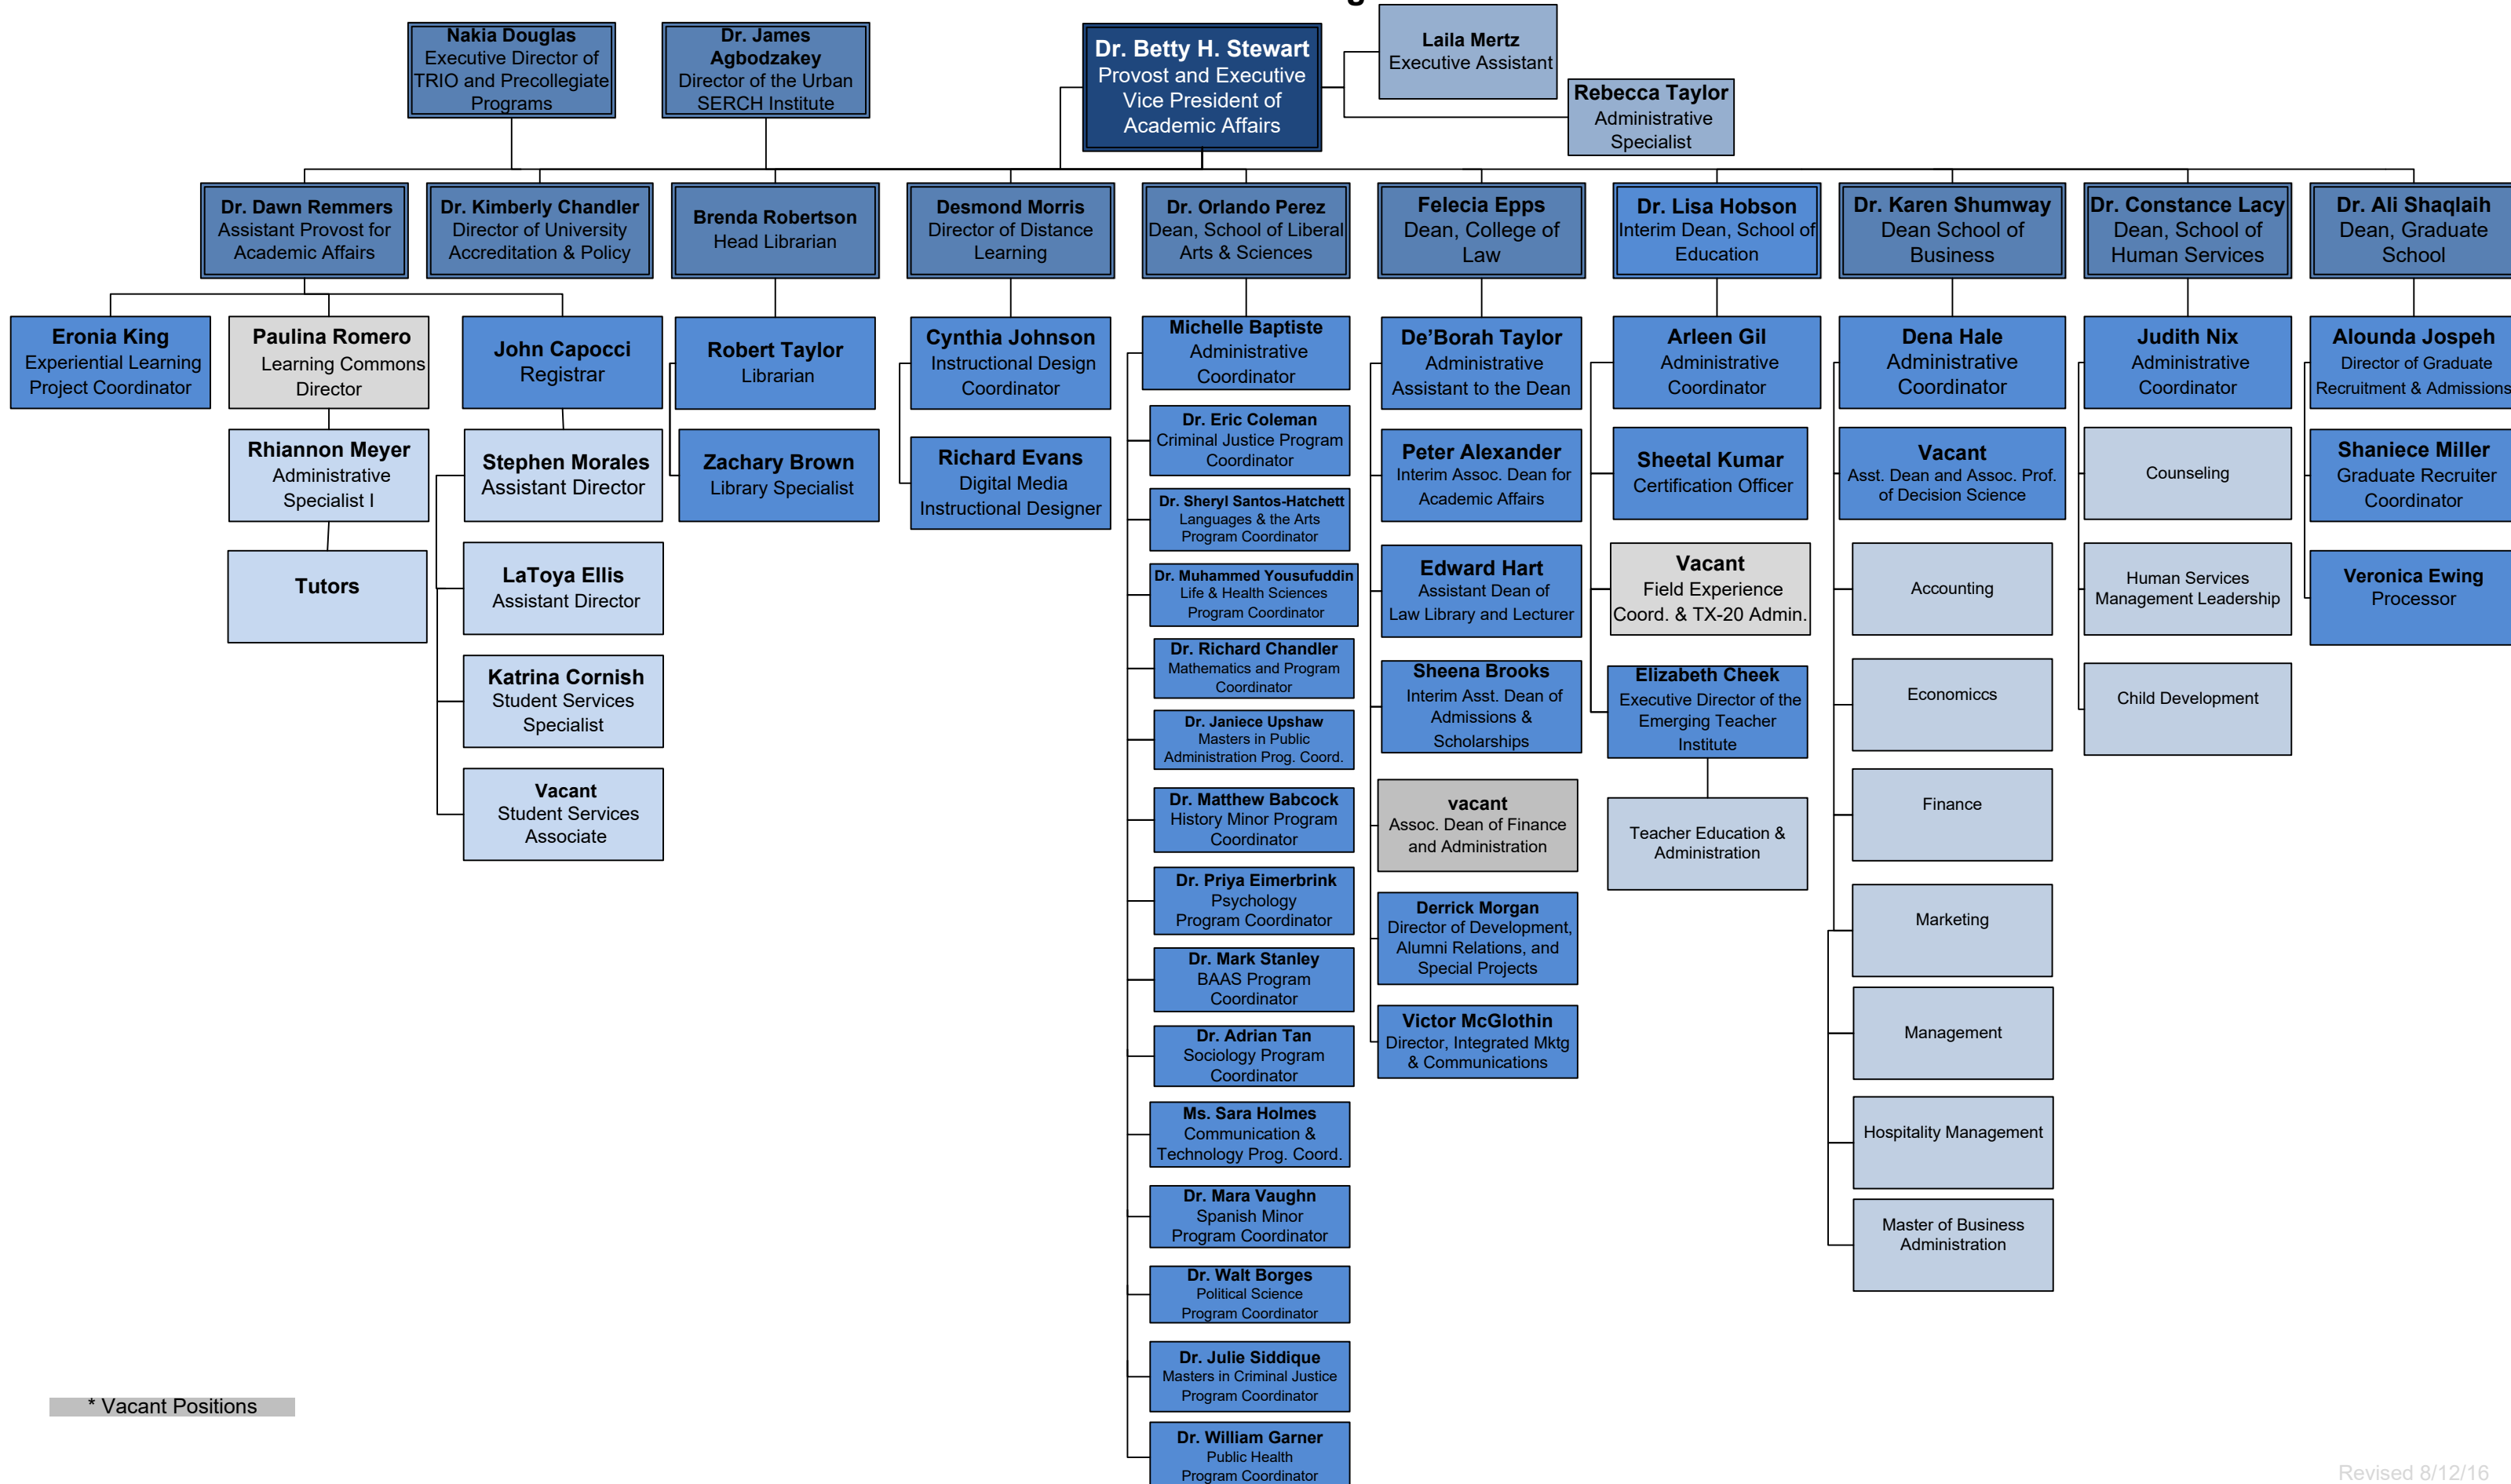 Nakia Douglas
Executive Director of
TRIO and Precollegiate
Programs
Dr. James
Agbodzakey
Director of the Urban
SERCH Institute
Dr. Betty H. Stewart
Provost and Executive
Vice President of
Academic Affairs
Laila Mertz
Executive Assistant
Rebecca Taylor
Administrative
Specialist
Dr. Dawn Remmers
Assistant Provost for
Academic Affairs
Dr. Kimberly Chandler
Director of University
Accreditation & Policy
Brenda Robertson
Head Librarian
Desmond Morris
Director of Distance
Learning
Dr. Orlando Perez
Dean, School of Liberal
Arts & Sciences
Felecia Epps
Dean, College of
Law
Dr. Lisa Hobson
Interim Dean, School of
Education
Dr. Karen Shumway
Dean School of
Business
Dr. Constance Lacy
Dean, School of
Human Services
Dr. Ali Shaqlaih
Dean, Graduate
School
Eronia King
Experiential Learning
Project Coordinator
Paulina Romero
Learning Commons
Director
Rhiannon Meyer
Administrative
Specialist I
Tutors
John Capocci
Registrar
Stephen Morales
Assistant Director
LaToya Ellis
Assistant Director
Katrina Cornish
Student Services
Specialist
Vacant
Student Services
Associate
Robert Taylor
Librarian
Zachary Brown
Library Specialist
Cynthia Johnson
Instructional Design
Coordinator
Richard Evans
Digital Media
Instructional Designer
Michelle Baptiste
Administrative
Coordinator
Dr. Eric Coleman
Criminal Justice Program
Coordinator
Dr. Sheryl Santos-Hatchett
Languages & the Arts
Program Coordinator
Dr. Muhammed Yousufuddin
Life & Health Sciences
Program Coordinator
Dr. Richard Chandler
Mathematics and Program
Coordinator
Dr. Janiece Upshaw
Masters in Public
Administration Prog. Coord.
Dr. Matthew Babcock
History Minor Program
Coordinator
Dr. Priya Eimerbrink
Psychology
Program Coordinator
Dr. Mark Stanley
BAAS Program
Coordinator
Dr. Adrian Tan
Sociology Program
Coordinator
Ms. Sara Holmes
Communication &
Technology Prog. Coord.
Dr. Mara Vaughn
Spanish Minor
Program Coordinator
Dr. Walt Borges
Political Science
Program Coordinator
Dr. Julie Siddique
Masters in Criminal Justice
Program Coordinator
Dr. William Garner
Public Health
Program Coordinator
De’Borah Taylor
Administrative
Assistant to the Dean
Peter Alexander
Interim Assoc. Dean for
Academic Affairs
Edward Hart
Assistant Dean of
Law Library and Lecturer
Sheena Brooks
Interim Asst. Dean of
Admissions &
Scholarships
vacant
Assoc. Dean of Finance
and Administration
Derrick Morgan
Director of Development,
Alumni Relations, and
Special Projects
Victor McGlothin
Director, Integrated Mktg
& Communications
Arleen Gil
Administrative
Coordinator
Sheetal Kumar
Certification Officer
Vacant
Field Experience
Coord. & TX-20 Admin.
Elizabeth Cheek
Executive Director of the
Emerging Teacher
Institute
Teacher Education &
Administration
Dena Hale
Administrative
Coordinator
Vacant
Asst. Dean and Assoc. Prof.
of Decision Science
Accounting
Economiccs
Finance
Marketing
Management
Hospitality Management
Master of Business
Administration
Judith Nix
Administrative
Coordinator
Counseling
Human Services
Management Leadership
Child Development
Alounda Jospeh
Director of Graduate
Recruitment & Admissions
Shaniece Miller
Graduate Recruiter
Coordinator
Veronica Ewing
Processor
* Vacant Positions
Revised 8/12/16